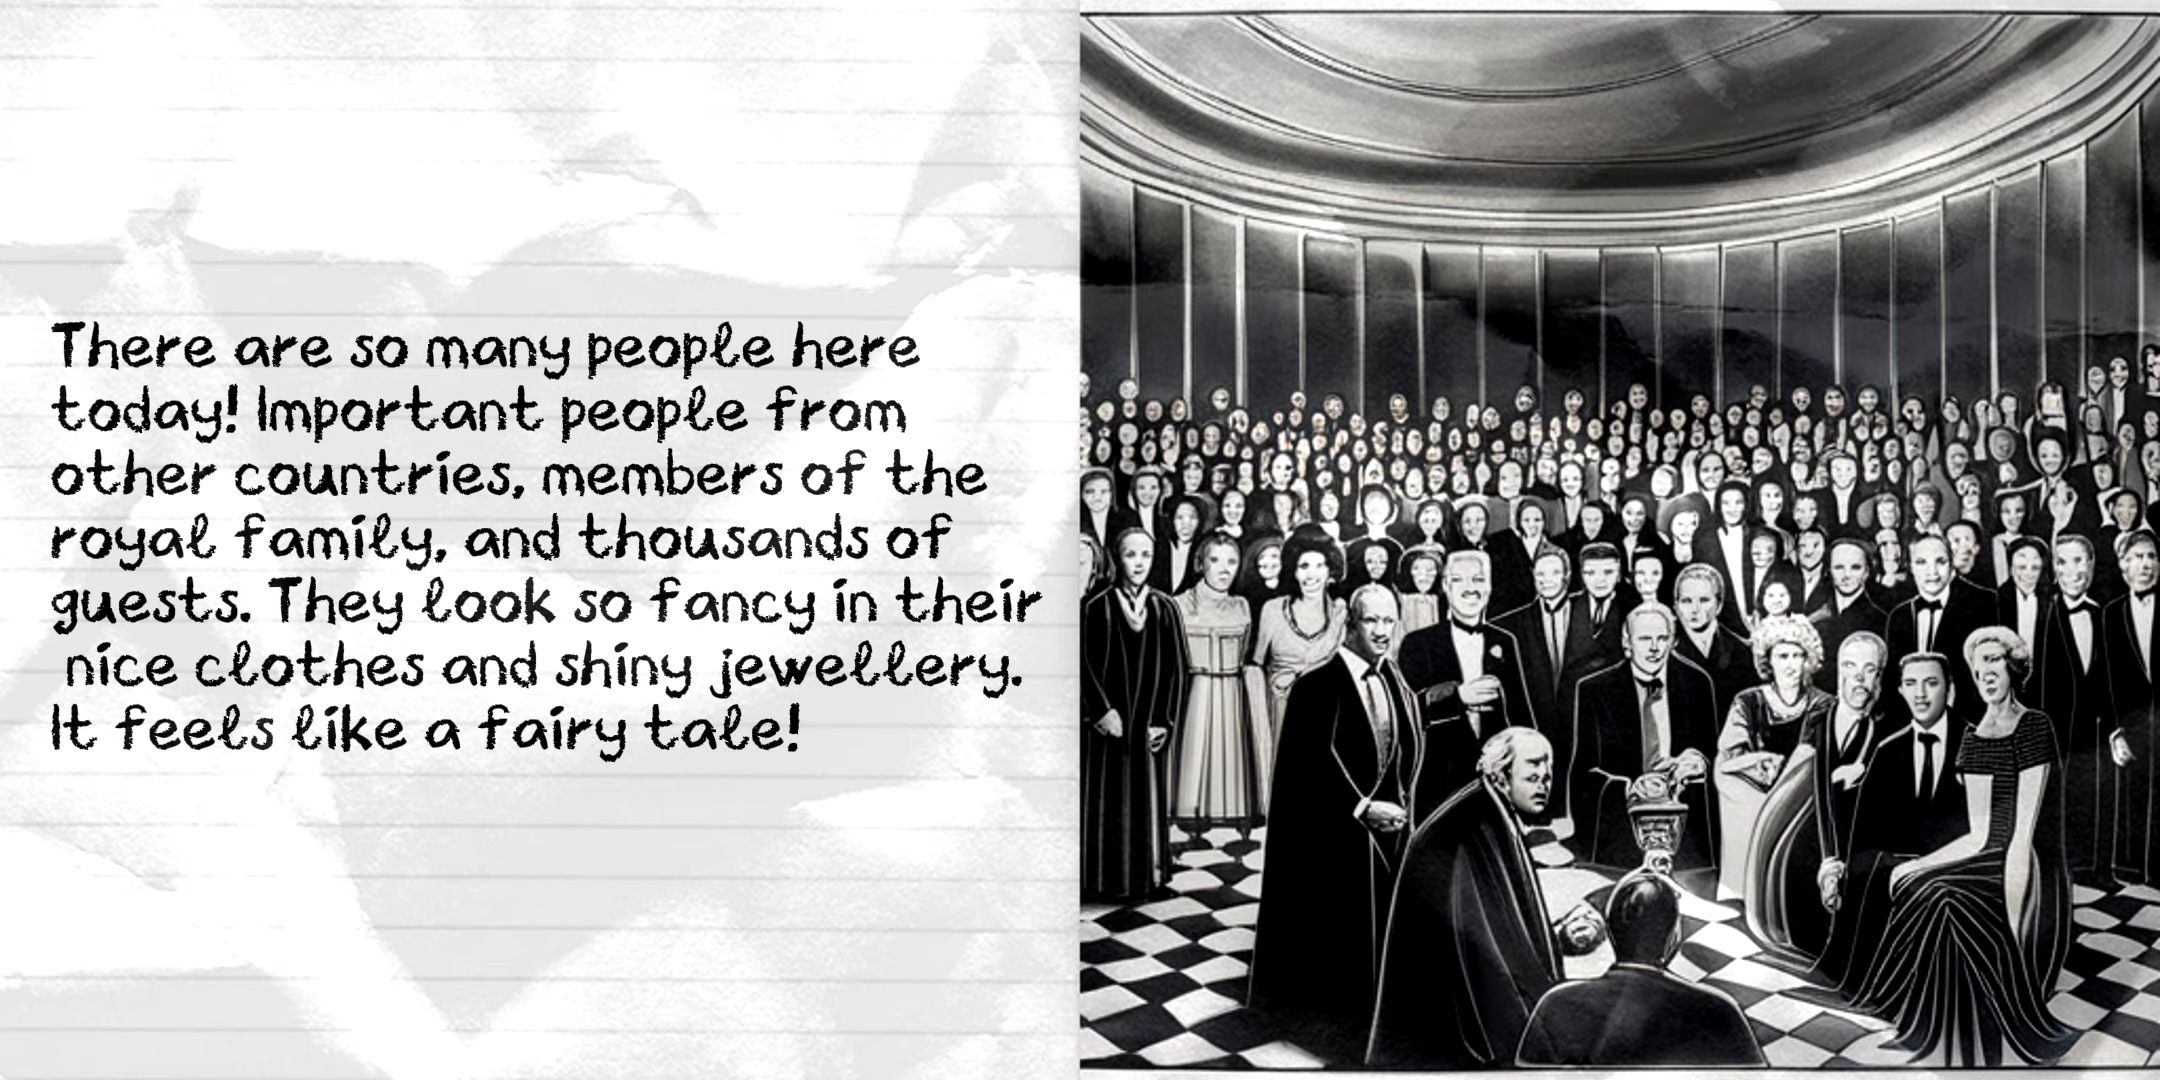 There are so many people here
today! Important people from
other countries, members of the
royal family, and thousands of
guests. They look so fancy in their
nice clothes and shiny jewellery.
It feels like a fairy tale!